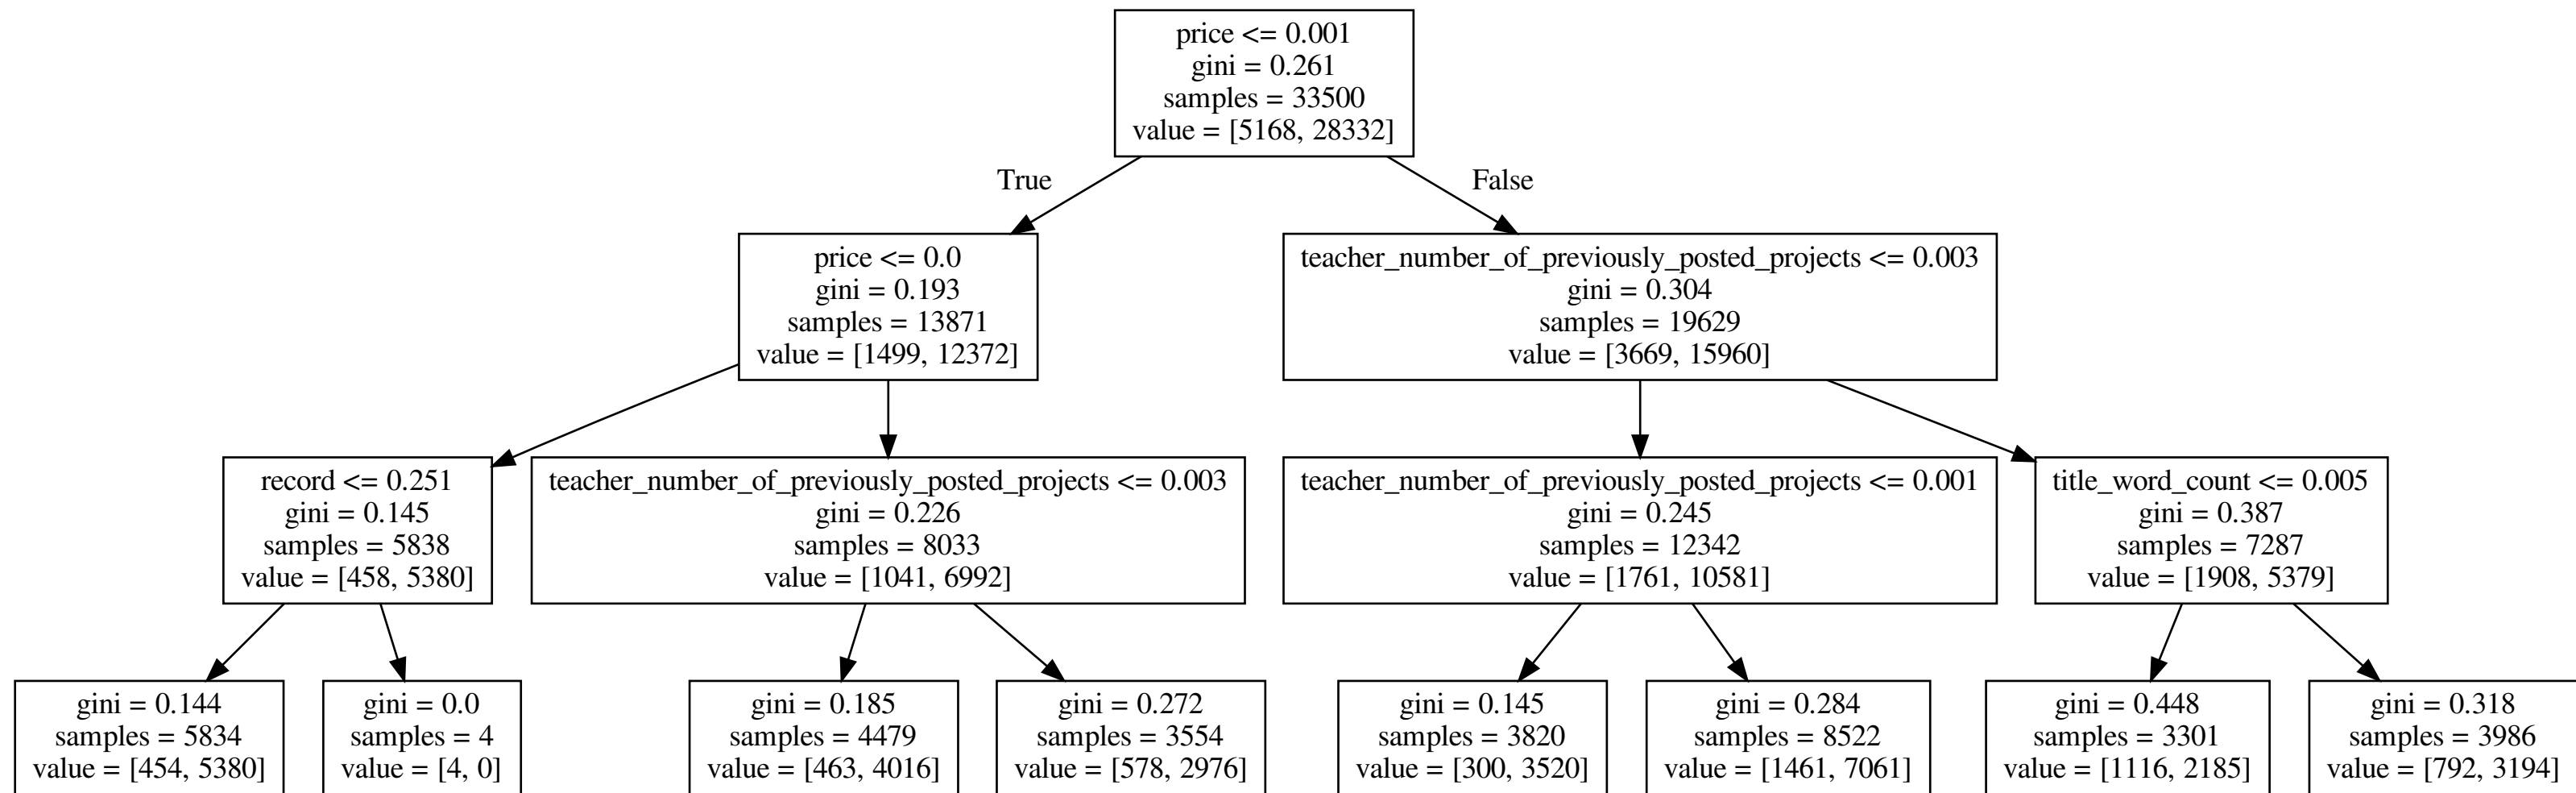 price <= 0.001
gini = 0.261
samples = 33500
value = [5168, 28332]
True
False
price <= 0.0
gini = 0.193
samples = 13871
value = [1499, 12372]
teacher_number_of_previously_posted_projects <= 0.003
gini = 0.304
samples = 19629
value = [3669, 15960]
record <= 0.251
gini = 0.145
samples = 5838
value = [458, 5380]
teacher_number_of_previously_posted_projects <= 0.003
gini = 0.226
samples = 8033
value = [1041, 6992]
teacher_number_of_previously_posted_projects <= 0.001
gini = 0.245
samples = 12342
value = [1761, 10581]
title_word_count <= 0.005
gini = 0.387
samples = 7287
value = [1908, 5379]
gini = 0.144
samples = 5834
value = [454, 5380]
gini = 0.0
samples = 4
value = [4, 0]
gini = 0.185
samples = 4479
value = [463, 4016]
gini = 0.272
samples = 3554
value = [578, 2976]
gini = 0.145
samples = 3820
value = [300, 3520]
gini = 0.284
samples = 8522
value = [1461, 7061]
gini = 0.448
samples = 3301
value = [1116, 2185]
gini = 0.318
samples = 3986
value = [792, 3194]